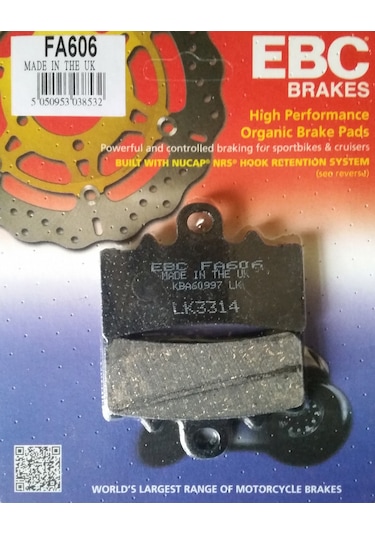 FA606
MADE IN THE UK
5 050953 038532
EBC
BRAKES
High Performance
Organic Brake Pads
Powerful and controlled braking for sportbikes & cruisers
BUILT WITH NUCAP® NRS® HOOK RETENTION SYSTEM
(see reverse)
EBC FA606
MADE IN THE UK
KBA60997 LK
LK3314
WORLD'S LARGEST RANGE OF MOTORCYCLE BRAKES